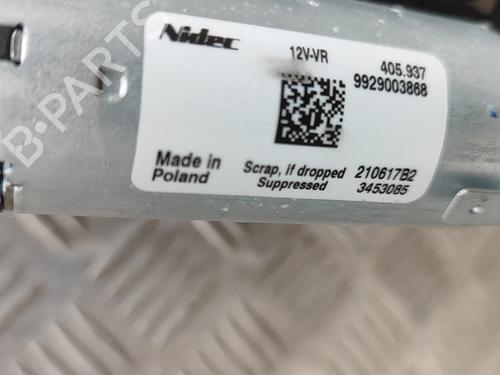 Nidec
12V-VR
405.937
9929003868
Made in
Poland
Scrap, if dropped
Suppressed
210617B2
3453085
B-PARTS